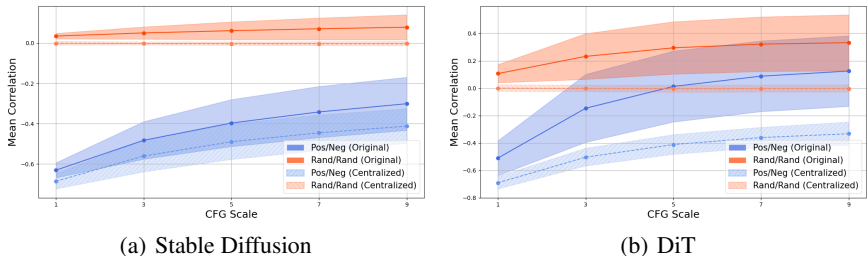 Mean Correlation
0.0
−0.2
−0.4
−0.6
1 3 5 7 9
CFG Scale
Pos/Neg (Original)
Rand/Rand (Original)
Pos/Neg (Centralized)
Rand/Rand (Centralized)
(a) Stable Diffusion
Mean Correlation
0.4
0.2
0.0
−0.2
−0.4
−0.6
−0.8
1 3 5 7 9
CFG Scale
Pos/Neg (Original)
Rand/Rand (Original)
Pos/Neg (Centralized)
Rand/Rand (Centralized)
(b) DiT